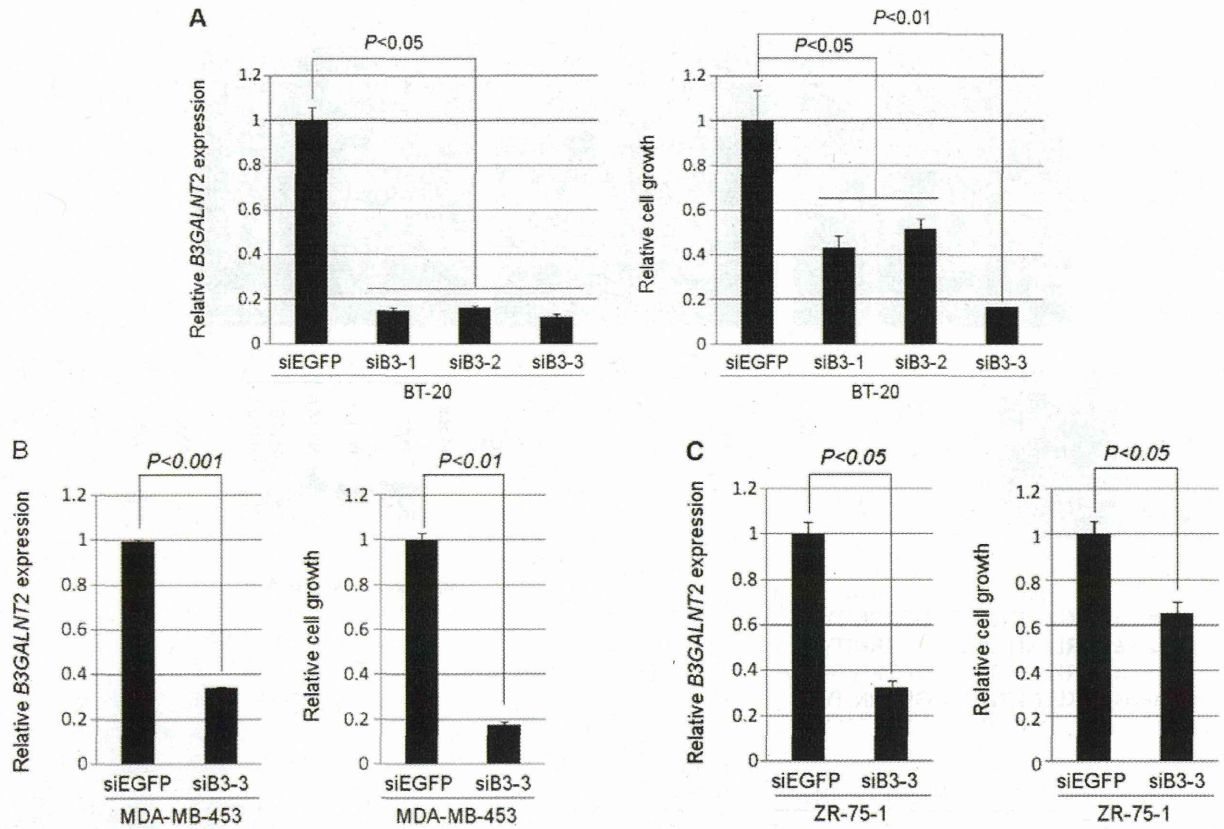 A
P<0.05
Relative B3GALNT2 expression
1.2
1
0.8
0.6
0.4
0.2
0
siEGFP siB3-1 siB3-2 siB3-3
BT-20
P<0.01
P<0.05
Relative cell growth
1.2
1
0.8
0.6
0.4
0.2
0
siEGFP siB3-1 siB3-2 siB3-3
BT-20
B
P<0.001
Relative B3GALNT2 expression
1.2
1
0.8
0.6
0.4
0.2
0
siEGFP siB3-3
MDA-MB-453
P<0.01
Relative cell growth
1.2
1
0.8
0.6
0.4
0.2
0
siEGFP siB3-3
MDA-MB-453
C
P<0.05
Relative B3GALNT2 expression
1.2
1
0.8
0.6
0.4
0.2
0
siEGFP siB3-3
ZR-75-1
P<0.05
Relative cell growth
1.2
1
0.8
0.6
0.4
0.2
0
siEGFP siB3-3
ZR-75-1